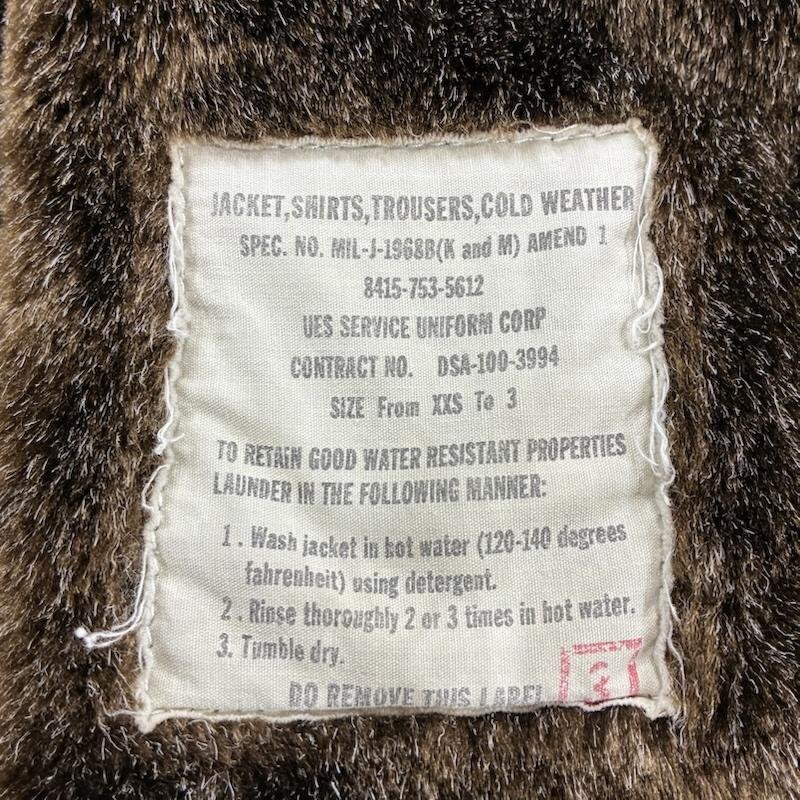 JACKET,SHIRTS,TROUSERS,COLD WEATHER
SPEC. NO. MIL-J-1968B(K and M) AMEND 1
8415-753-5612
UES SERVICE UNIFORM CORP
CONTRACT NO. DSA-100-3994
SIZE From XXS To 3
TO RETAIN GOOD WATER RESISTANT PROPERTIES
LAUNDER IN THE FOLLOWING MANNER:
1. Wash jacket in hot water (120-140 degrees
fahrenheit) using detergent.
2. Rinse thoroughly 2 or 3 times in hot water.
3. Tumble dry.
DO REMOVE THIS LABEL